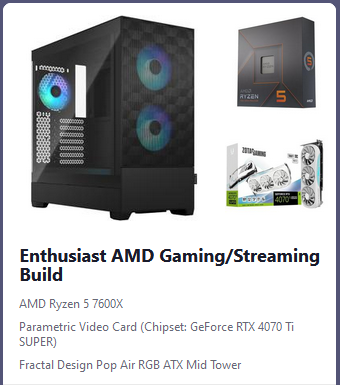 AMD
RYZEN
5
ZOTAC GAMING
4070
Enthusiast AMD Gaming/Streaming
Build
AMD Ryzen 5 7600X
Parametric Video Card (Chipset: GeForce RTX 4070 Ti
SUPER)
Fractal Design Pop Air RGB ATX Mid Tower